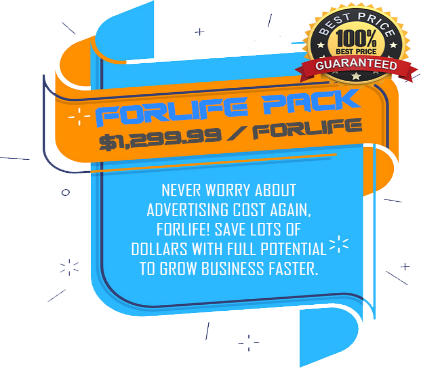 BEST PRICE
100%
BEST PRICE
GUARANTEED
FORLIFE PACK
$1,299.99 / FORLIFE
NEVER WORRY ABOUT
ADVERTISING COST AGAIN,
FORLIFE! SAVE LOTS OF
DOLLARS WITH FULL POTENTIAL
TO GROW BUSINESS FASTER.